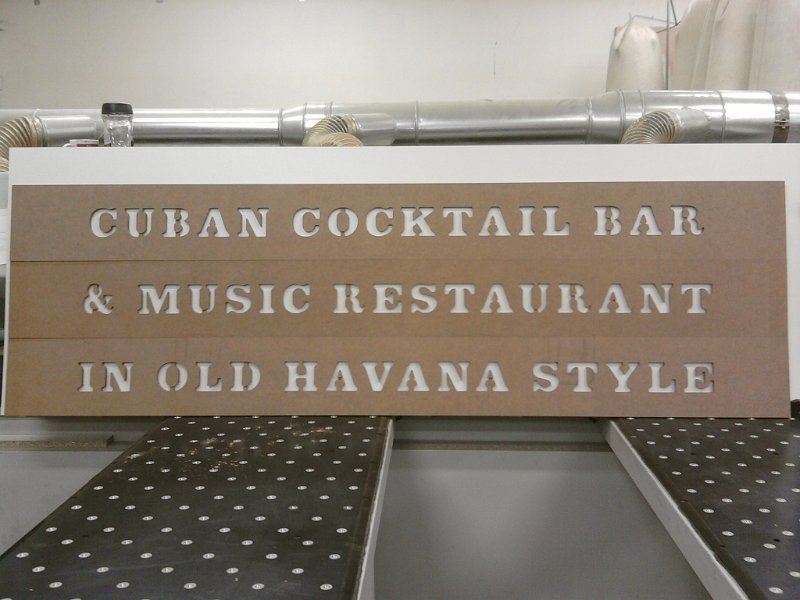 CUBAN COCKTAIL BAR
& MUSIC RESTAURANT
IN OLD HAVANA STYLE